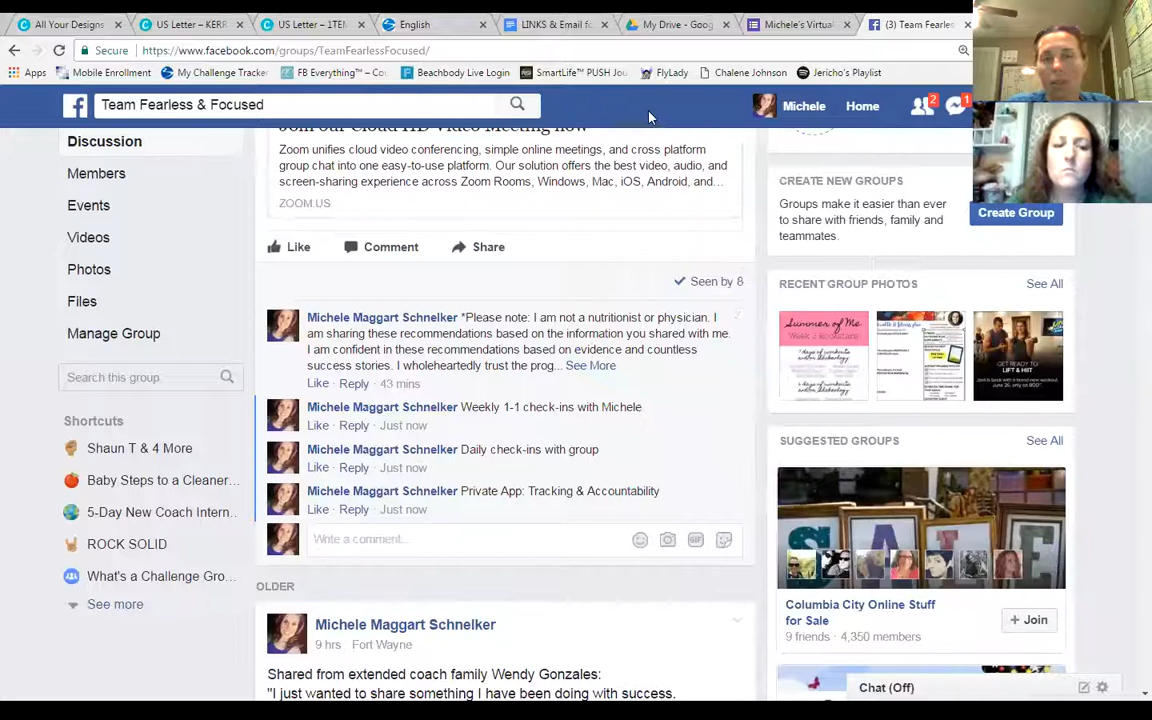 All Your Designs
US Letter – KERR
US Letter – 1TEM
English
LINKS & Email fo
My Drive - Goog
Michele's Virtua
(3) Team Fearles
Secure
https://www.facebook.com/groups/TeamFearlessFocused/
Apps
Mobile Enrollment
My Challenge Tracker
FB Everything™ – Cou
Beachbody Live Login
SmartLife™ PUSH Jou
FlyLady
Chalene Johnson
Jericho's Playlist
Team Fearless & Focused
Michele
Home
2
1
Discussion
Members
Events
Videos
Photos
Files
Manage Group
Search this group
Shortcuts
Shaun T & 4 More
Baby Steps to a Cleaner...
5-Day New Coach Intern..
ROCK SOLID
What's a Challenge Gro...
See more
Join our Cloud HD Video Meeting now
Zoom unifies cloud video conferencing, simple online meetings, and cross platform
group chat into one easy-to-use platform. Our solution offers the best video, audio, and
screen-sharing experience across Zoom Rooms, Windows, Mac, iOS, Android, and...
ZOOM.US
Like
Comment
Share
Seen by 8
Michele Maggart Schnelker *Please note: I am not a nutritionist or physician. I
am sharing these recommendations based on the information you shared with me.
I am confident in these recommendations based on evidence and countless
success stories. I wholeheartedly trust the prog... See More
Like · Reply · 43 mins
Michele Maggart Schnelker Weekly 1-1 check-ins with Michele
Like · Reply · Just now
Michele Maggart Schnelker Daily check-ins with group
Like · Reply · Just now
Michele Maggart Schnelker Private App: Tracking & Accountability
Like · Reply · Just now
Write a comment...
GIF
OLDER
Michele Maggart Schnelker
9 hrs Fort Wayne
Shared from extended coach family Wendy Gonzales:
"I just wanted to share something I have been doing with success.
CREATE NEW GROUPS
Groups make it easier than ever
to share with friends, family and
teammates.
Create Group
RECENT GROUP PHOTOS
See All
Summer of Me
GET READY TO
LIFT & HIIT
SUGGESTED GROUPS
See All
SALE
Columbia City Online Stuff
for Sale
9 friends · 4,350 members
+ Join
Chat (Off)